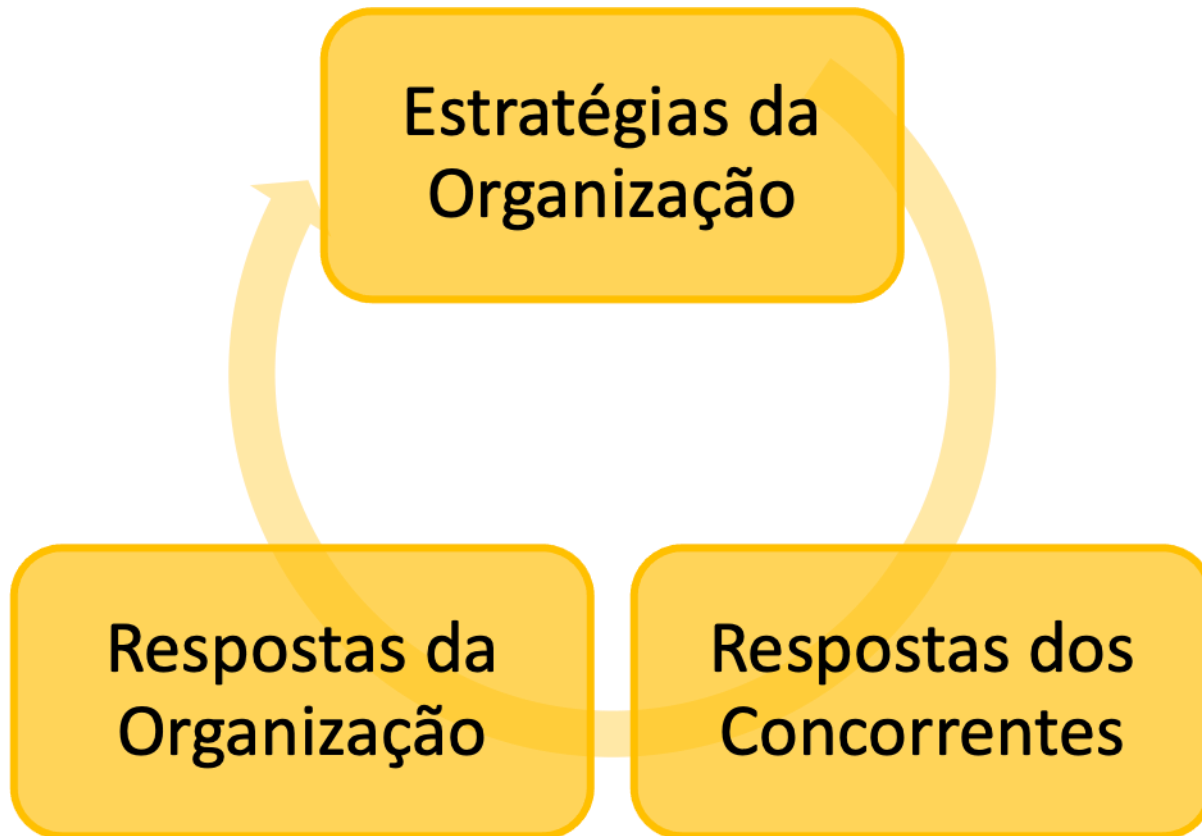 Estratégias da
Organização
Respostas da
Organização
Respostas dos
Concorrentes